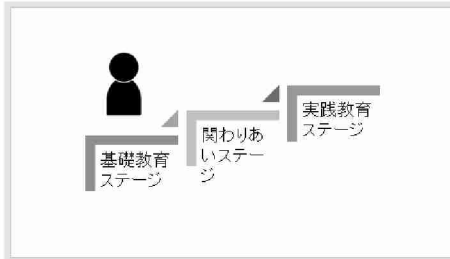 基礎教育
ステージ
関わりあ
いステー
ジ
実践教育
ステージ